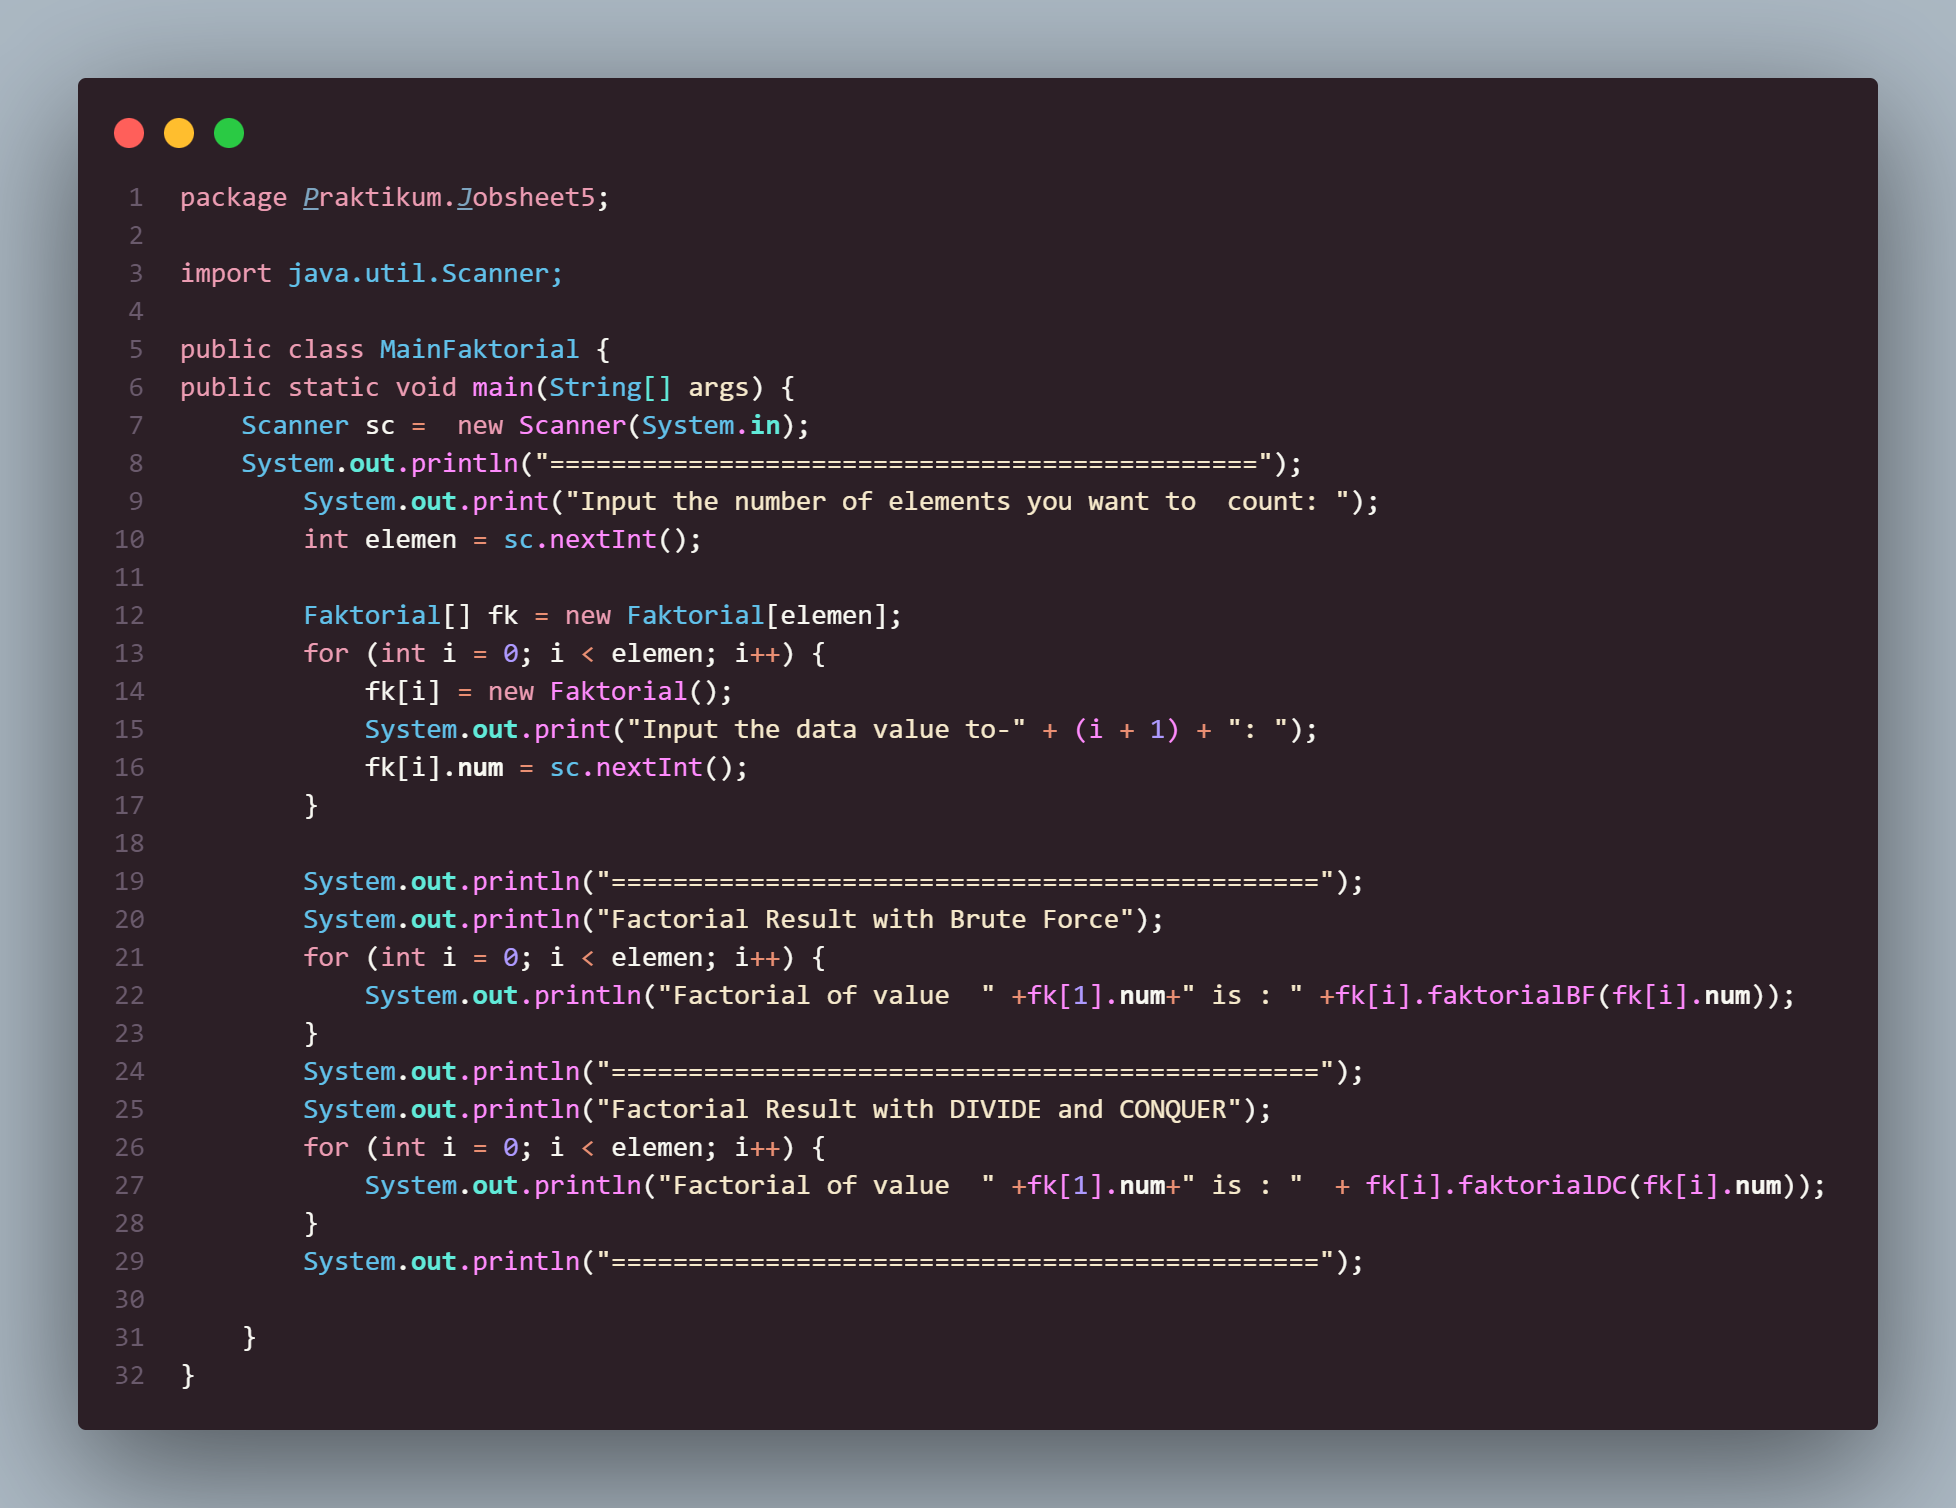 1 package Praktikum.Jobsheet5;
2
3 import java.util.Scanner;
4
5 public class MainFaktorial {
6 public static void main(String[] args) {
7     Scanner sc =  new Scanner(System.in);
8     System.out.println("==============================================");
9         System.out.print("Input the number of elements you want to  count: ");
10         int elemen = sc.nextInt();
11
12         Faktorial[] fk = new Faktorial[elemen];
13         for (int i = 0; i < elemen; i++) {
14             fk[i] = new Faktorial();
15             System.out.print("Input the data value to-" + (i + 1) + ": ");
16             fk[i].num = sc.nextInt();
17         }
18
19         System.out.println("==============================================");
20         System.out.println("Factorial Result with Brute Force");
21         for (int i = 0; i < elemen; i++) {
22             System.out.println("Factorial of value  " +fk[1].num+" is : " +fk[i].faktorialBF(fk[i].num));
23         }
24         System.out.println("==============================================");
25         System.out.println("Factorial Result with DIVIDE and CONQUER");
26         for (int i = 0; i < elemen; i++) {
27             System.out.println("Factorial of value  " +fk[1].num+" is : "  + fk[i].faktorialDC(fk[i].num));
28         }
29         System.out.println("==============================================");
30
31     }
32 }